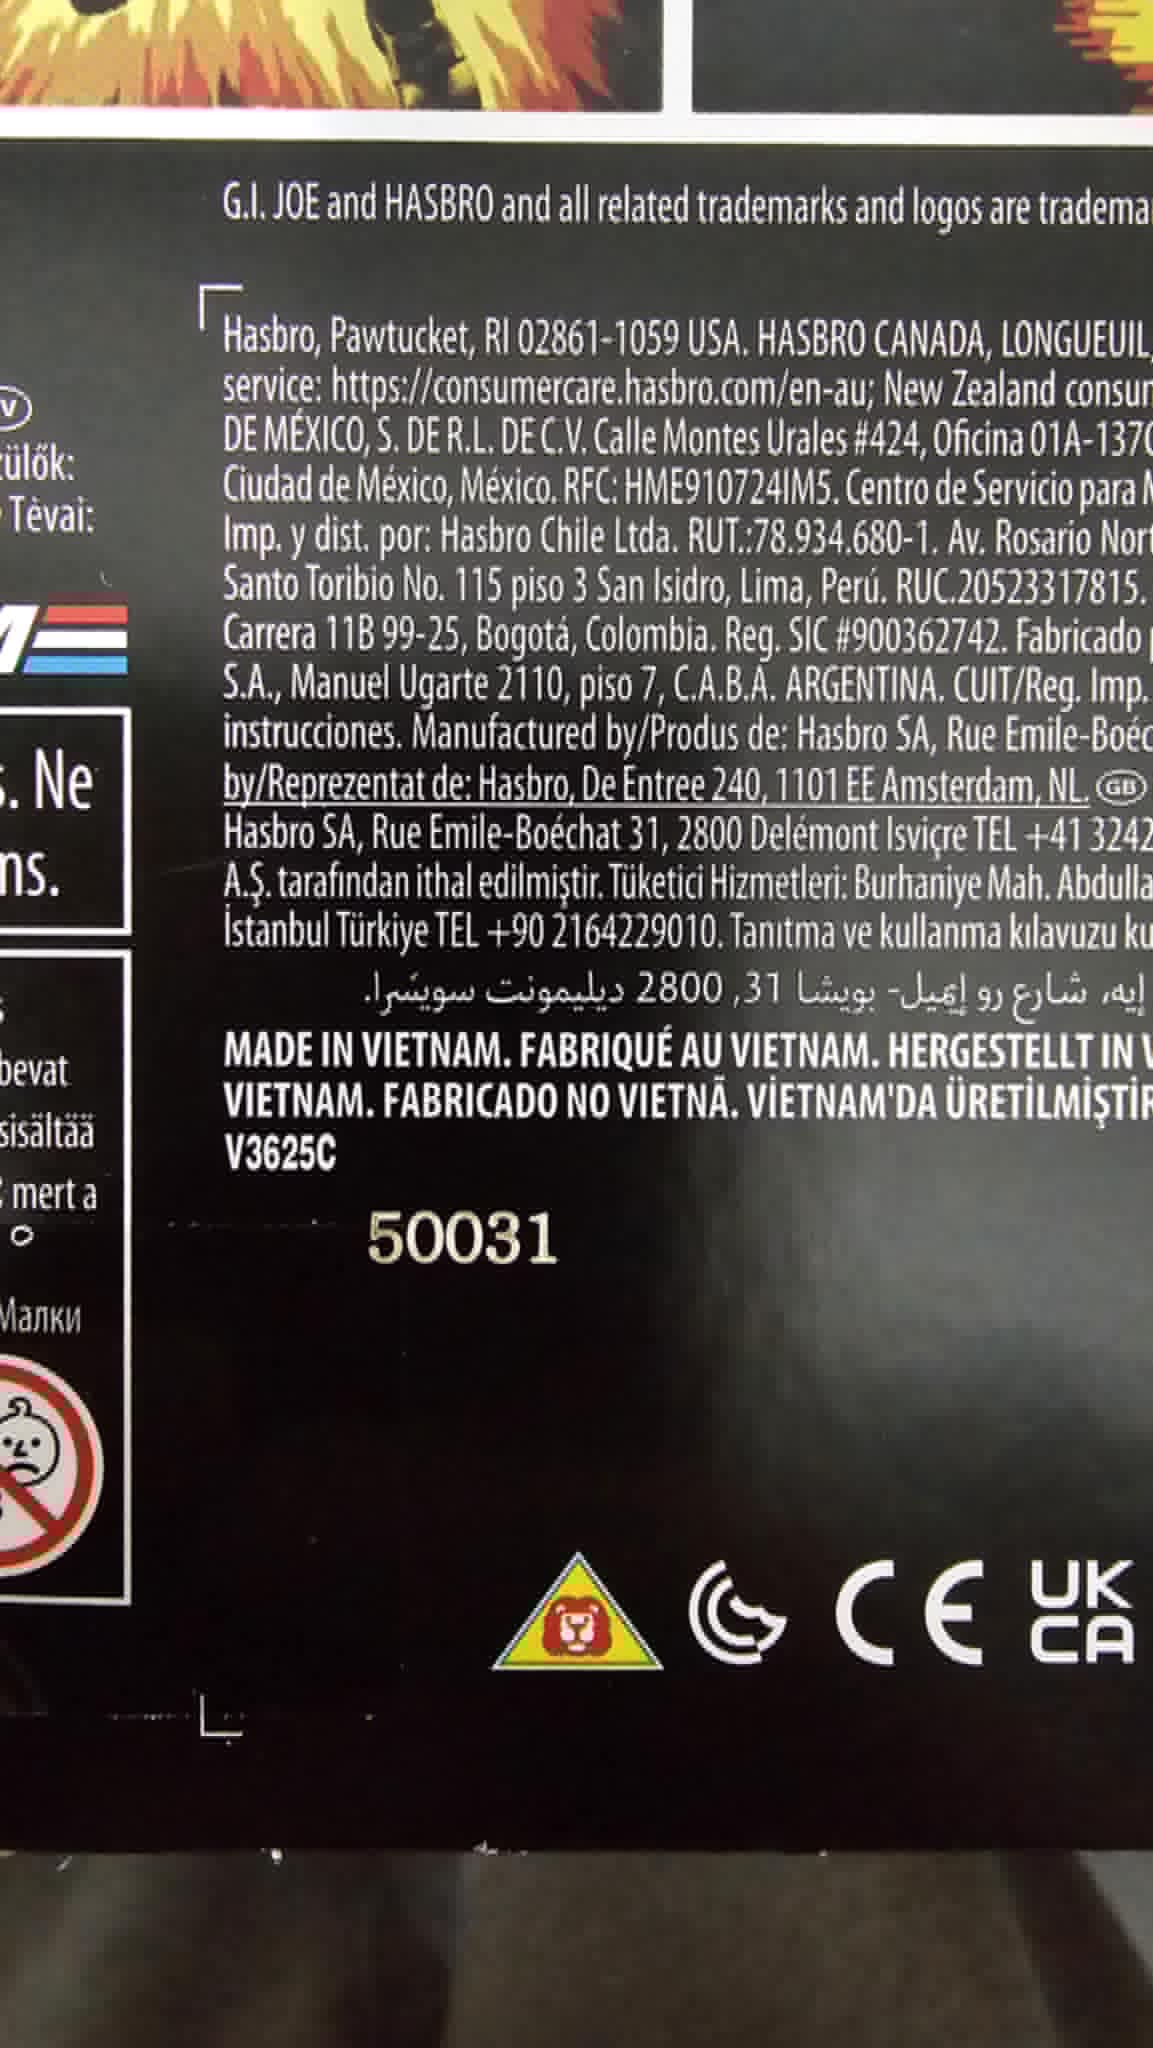 G.I. JOE and HASBRO and all related trademarks and logos are
Hasbro, Pawtucket, RI 02861-1059 USA. HASBRO CANADA, LONGUEUIL,
service: https://consumercare.hasbro.com/en-au; New Zealand
DE MÉXICO, S. DE R.L. DE C.V. Calle Montes Urales #424, Oficina 01A-137
Ciudad de México, México. RFC: HME910724IM5. Centro de Servicio para
Imp. y dist. por: Hasbro Chile Ltda. RUT.:78.934.680-1. Av. Rosario
Santo Toribio No. 115 piso 3 San Isidro, Lima, Perú. RUC.20523317815.
Carrera 11B 99-25, Bogotá, Colombia. Reg. SIC #900362742. Fabricado
S.A., Manuel Ugarte 2110, piso 7, C.A.B.A. ARGENTINA. CUIT/Reg. Imp.
instrucciones. Manufactured by/Produs de: Hasbro SA, Rue
by/Reprezentat de: Hasbro, De Entree 240, 1101 EE Amsterdam, NL. GB
Hasbro SA, Rue Emile-Boéchat 31, 2800 Delémont Isviçre TEL +41 3242
A.Ş. tarafından ithal edilmiştir. Tüketici Hizmetleri: Burhaniye Mah.
İstanbul Türkiye TEL +90 2164229010. Tanıtma ve kullanma kılavuzu
إيه، شارع رو إميل- بويشا 31, 2800 ديليمونت سويسرا.
MADE IN VIETNAM. FABRIQUÉ AU VIETNAM. HERGESTELLT IN
VIETNAM. FABRICADO NO VIETNÃ. VİETNAM'DA ÜRETİLMİŞTİR
V3625C
50031
V
Tėvai:
s. Ne
ns.
bevat
sisältää
mert a
Малки
CE
UK
CA